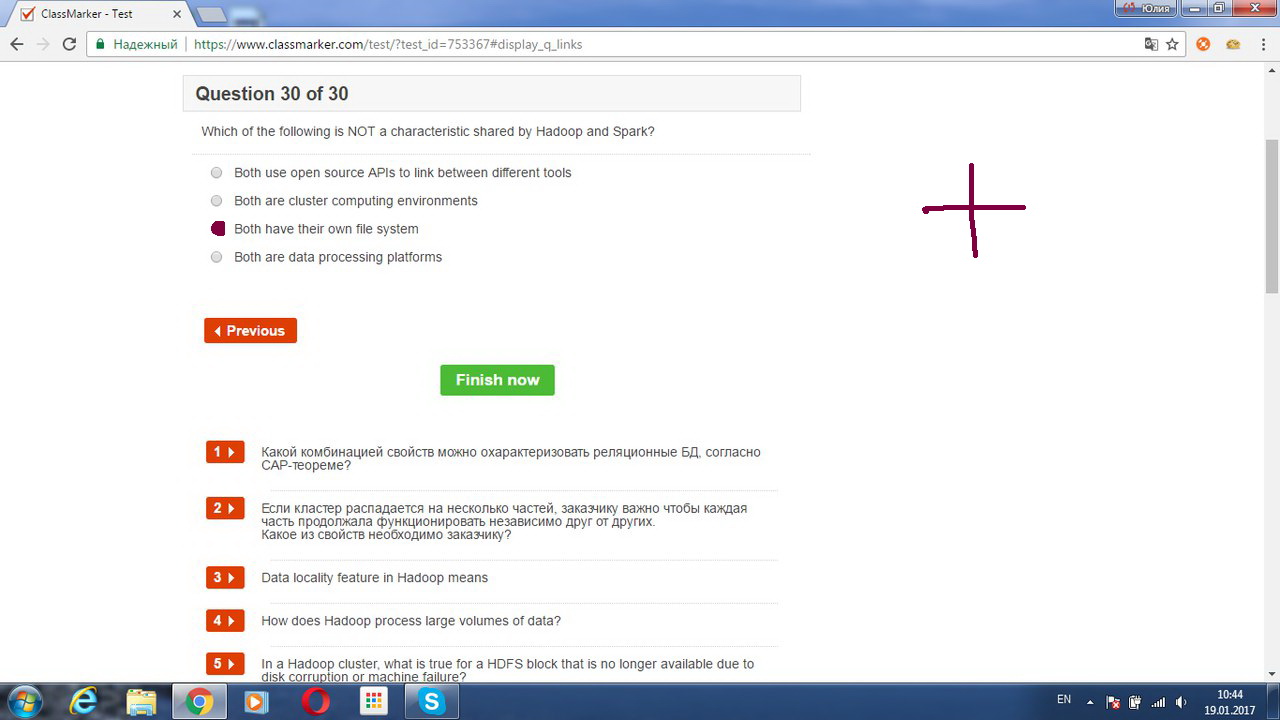 ClassMarker - Test
Юлия
Надежный
https://www.classmarker.com/test/?test_id=753367#display_q_links
Question 30 of 30
Which of the following is NOT a characteristic shared by Hadoop and Spark?
Both use open source APIs to link between different tools
Both are cluster computing environments
Both have their own file system
Both are data processing platforms
Previous
Finish now
1
Какой комбинацией свойств можно охарактеризовать реляционные БД, согласно
CAP-теореме?
2
Если кластер распадается на несколько частей, заказчику важно чтобы каждая
часть продолжала функционировать независимо друг от других.
Какое из свойств необходимо заказчику?
3
Data locality feature in Hadoop means
4
How does Hadoop process large volumes of data?
5
In a Hadoop cluster, what is true for a HDFS block that is no longer available due to
disk corruption or machine failure?
EN
10:44
19.01.2017